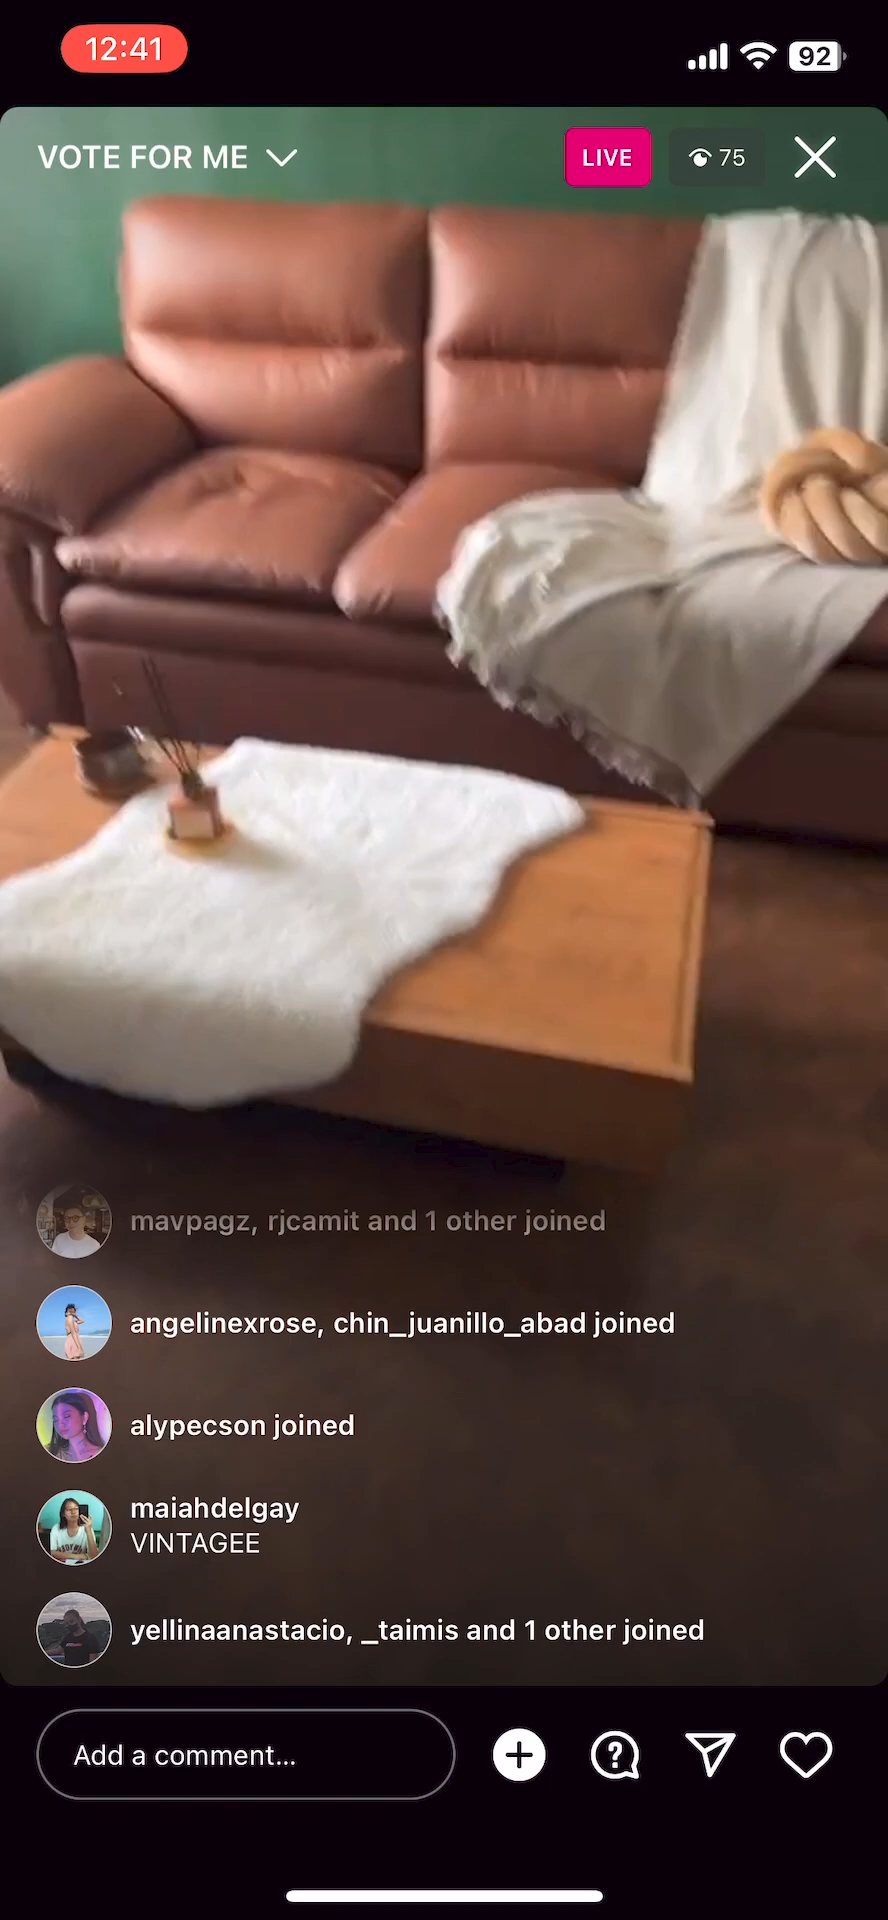 12:41
92
VOTE FOR ME
LIVE
75
mavpagz, rjcamit and 1 other joined
angelinexrose, chin_juanillo_abad joined
alypecson joined
maiahdelgay
VINTAGEE
yellinaanastacio, _taimis and 1 other joined
Add a comment...